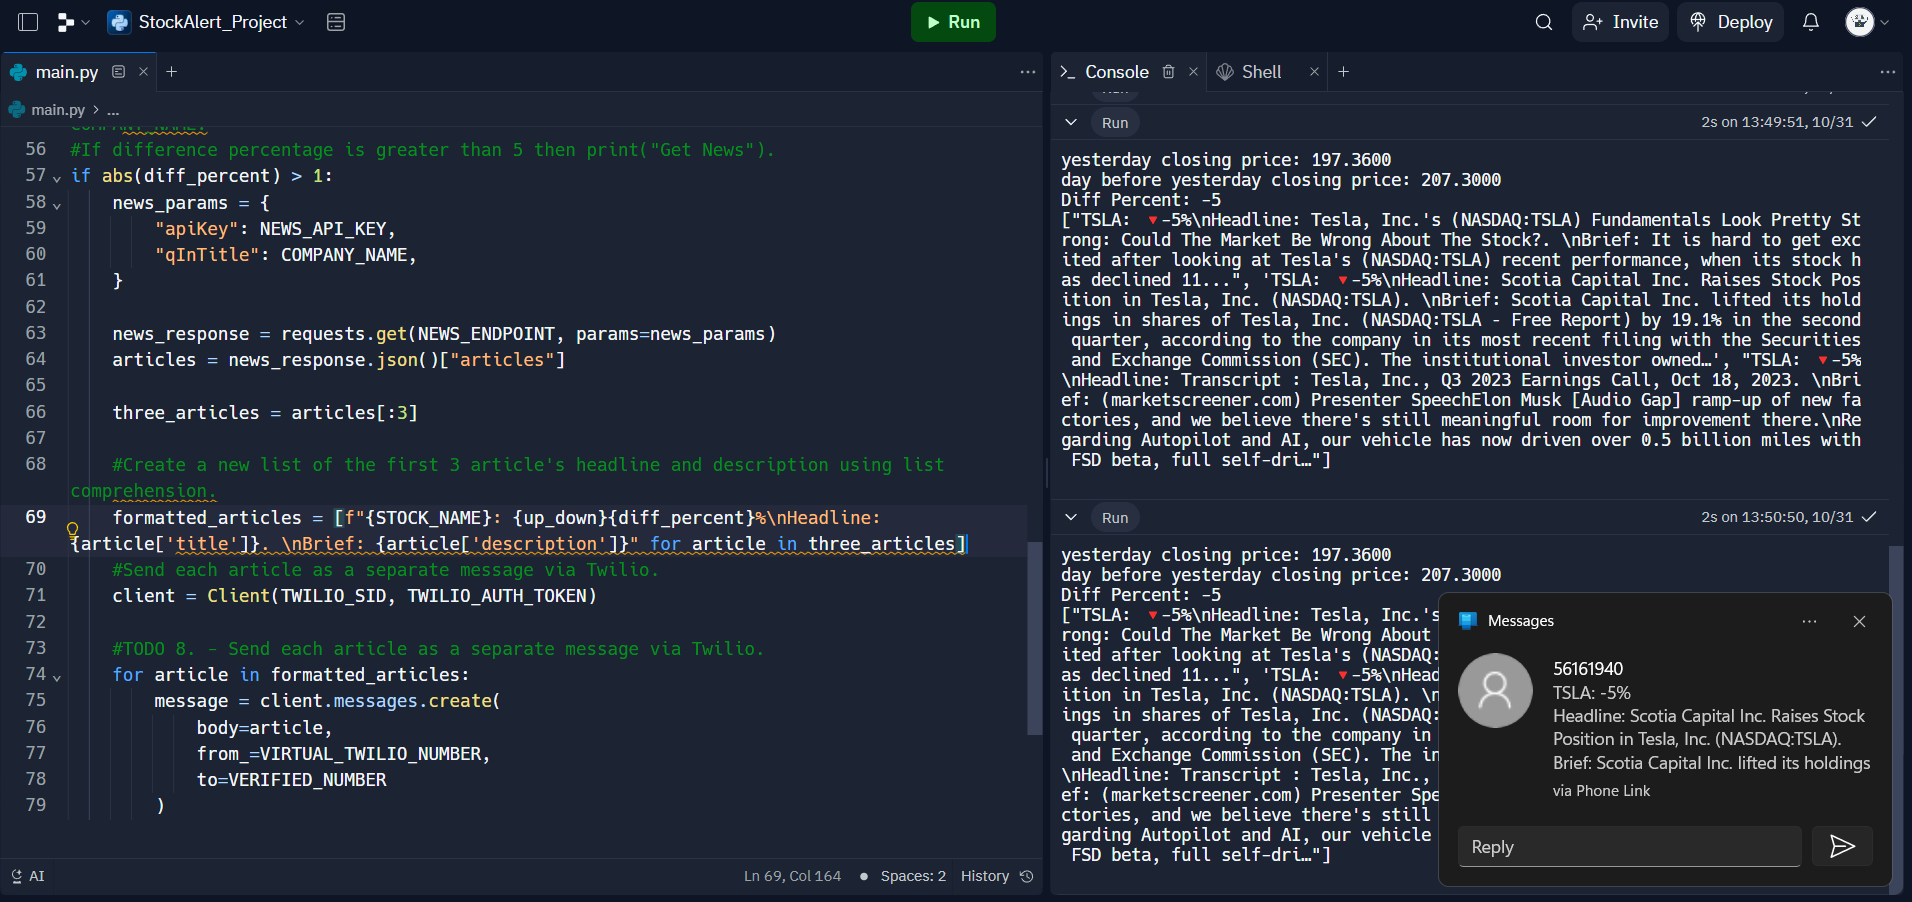 StockAlert_Project
Run
Invite
Deploy
main.py
main.py > ...
COMPANY_NAME.
56 #If difference percentage is greater than 5 then print("Get News").
57 if abs(diff_percent) > 1:
58 news_params = {
59 "apiKey": NEWS_API_KEY,
60 "qInTitle": COMPANY_NAME,
61 }
62
63 news_response = requests.get(NEWS_ENDPOINT, params=news_params)
64 articles = news_response.json()["articles"]
65
66 three_articles = articles[:3]
67
68 #Create a new list of the first 3 article's headline and description using list
comprehension.
69 formatted_articles = [f"{STOCK_NAME}: {up_down}{diff_percent}%\nHeadline:
{article['title']}. \nBrief: {article['description']}" for article in three_articles]
70 #Send each article as a separate message via Twilio.
71 client = Client(TWILIO_SID, TWILIO_AUTH_TOKEN)
72
73 #TODO 8. - Send each article as a separate message via Twilio.
74 for article in formatted_articles:
75 message = client.messages.create(
76 body=article,
77 from_=VIRTUAL_TWILIO_NUMBER,
78 to=VERIFIED_NUMBER
79 )
AI
Ln 69, Col 164
Spaces: 2
History
Console
Shell
Run
2s on 13:49:51, 10/31
yesterday closing price: 197.3600
day before yesterday closing price: 207.3000
Diff Percent: -5
["TSLA: 🔻-5%\nHeadline: Tesla, Inc.'s (NASDAQ:TSLA) Fundamentals Look Pretty St
rong: Could The Market Be Wrong About The Stock?. \nBrief: It is hard to get exc
ited after looking at Tesla's (NASDAQ:TSLA) recent performance, when its stock h
as declined 11...", 'TSLA: 🔻-5%\nHeadline: Scotia Capital Inc. Raises Stock Pos
ition in Tesla, Inc. (NASDAQ:TSLA). \nBrief: Scotia Capital Inc. lifted its hold
ings in shares of Tesla, Inc. (NASDAQ:TSLA - Free Report) by 19.1% in the second
quarter, according to the company in its most recent filing with the Securities
and Exchange Commission (SEC). The institutional investor owned…', "TSLA: 🔻-5%
\nHeadline: Transcript : Tesla, Inc., Q3 2023 Earnings Call, Oct 18, 2023. \nBri
ef: (marketscreener.com) Presenter SpeechElon Musk [Audio Gap] ramp-up of new fa
ctories, and we believe there's still meaningful room for improvement there.\nRe
garding Autopilot and AI, our vehicle has now driven over 0.5 billion miles with
FSD beta, full self-dri…"]
Run
2s on 13:50:50, 10/31
yesterday closing price: 197.3600
day before yesterday closing price: 207.3000
Diff Percent: -5
["TSLA: 🔻-5%\nHeadline: Tesla, Inc.'s
rong: Could The Market Be Wrong About
ited after looking at Tesla's (NASDAQ:
as declined 11...", 'TSLA: 🔻-5%\nHead
ition in Tesla, Inc. (NASDAQ:TSLA). \n
ings in shares of Tesla, Inc. (NASDAQ:
quarter, according to the company in
and Exchange Commission (SEC). The in
\nHeadline: Transcript : Tesla, Inc.,
ef: (marketscreener.com) Presenter Spe
ctories, and we believe there's still
garding Autopilot and AI, our vehicle
FSD beta, full self-dri…"]
Messages
56161940
TSLA: -5%
Headline: Scotia Capital Inc. Raises Stock
Position in Tesla, Inc. (NASDAQ:TSLA).
Brief: Scotia Capital Inc. lifted its holdings
via Phone Link
Reply